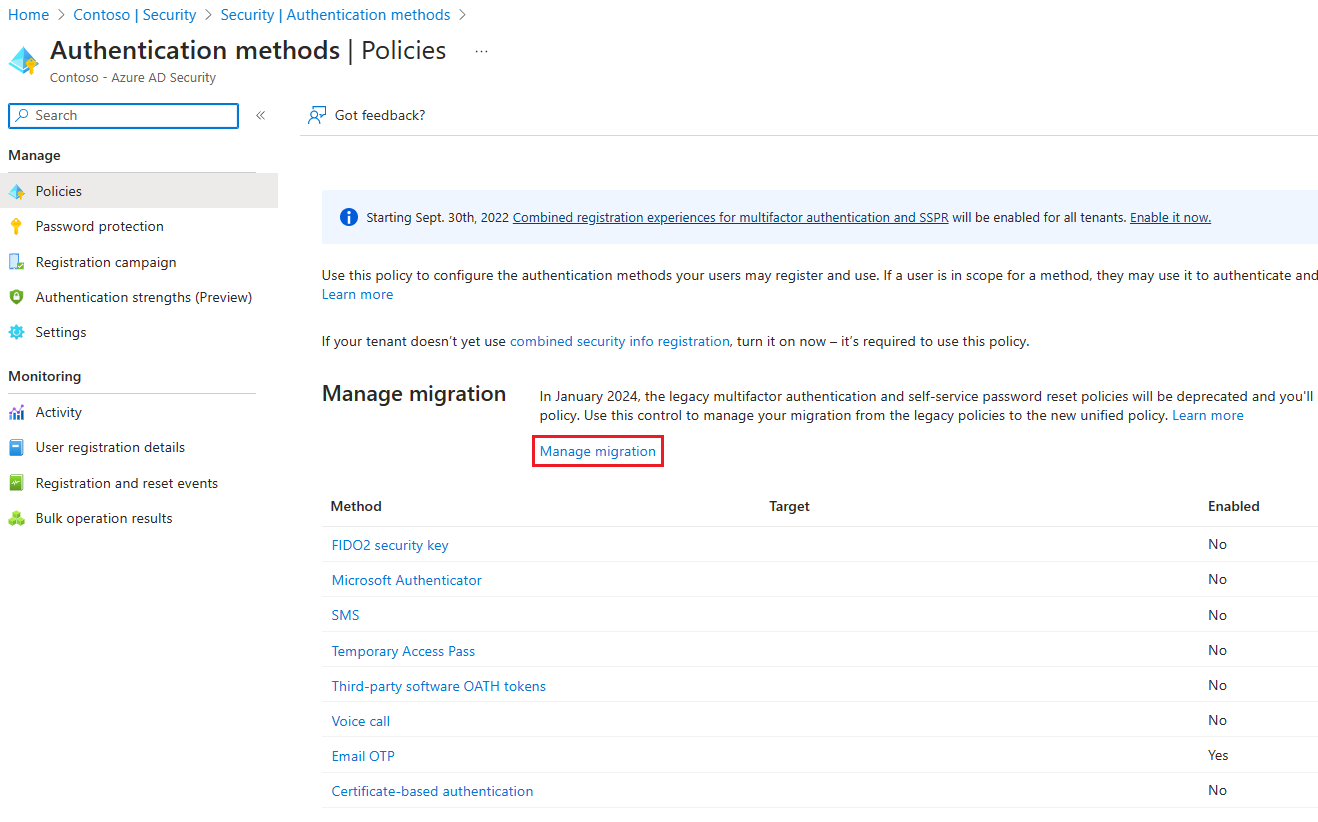 Home > Contoso | Security > Security | Authentication methods >
Authentication methods | Policies ...
Contoso - Azure AD Security
Search «
Manage
Policies
Password protection
Registration campaign
Authentication strengths (Preview)
Settings
Monitoring
Activity
User registration details
Registration and reset events
Bulk operation results
Got feedback?
Starting Sept. 30th, 2022 Combined registration experiences for multifactor authentication and SSPR will be enabled for all tenants. Enable it now.
Use this policy to configure the authentication methods your users may register and use. If a user is in scope for a method, they may use it to authenticate and
Learn more
If your tenant doesn't yet use combined security info registration, turn it on now – it's required to use this policy.
Manage migration
In January 2024, the legacy multifactor authentication and self-service password reset policies will be deprecated and you'll
policy. Use this control to manage your migration from the legacy policies to the new unified policy. Learn more
Manage migration
Method Target Enabled
FIDO2 security key No
Microsoft Authenticator No
SMS No
Temporary Access Pass No
Third-party software OATH tokens No
Voice call No
Email OTP Yes
Certificate-based authentication No